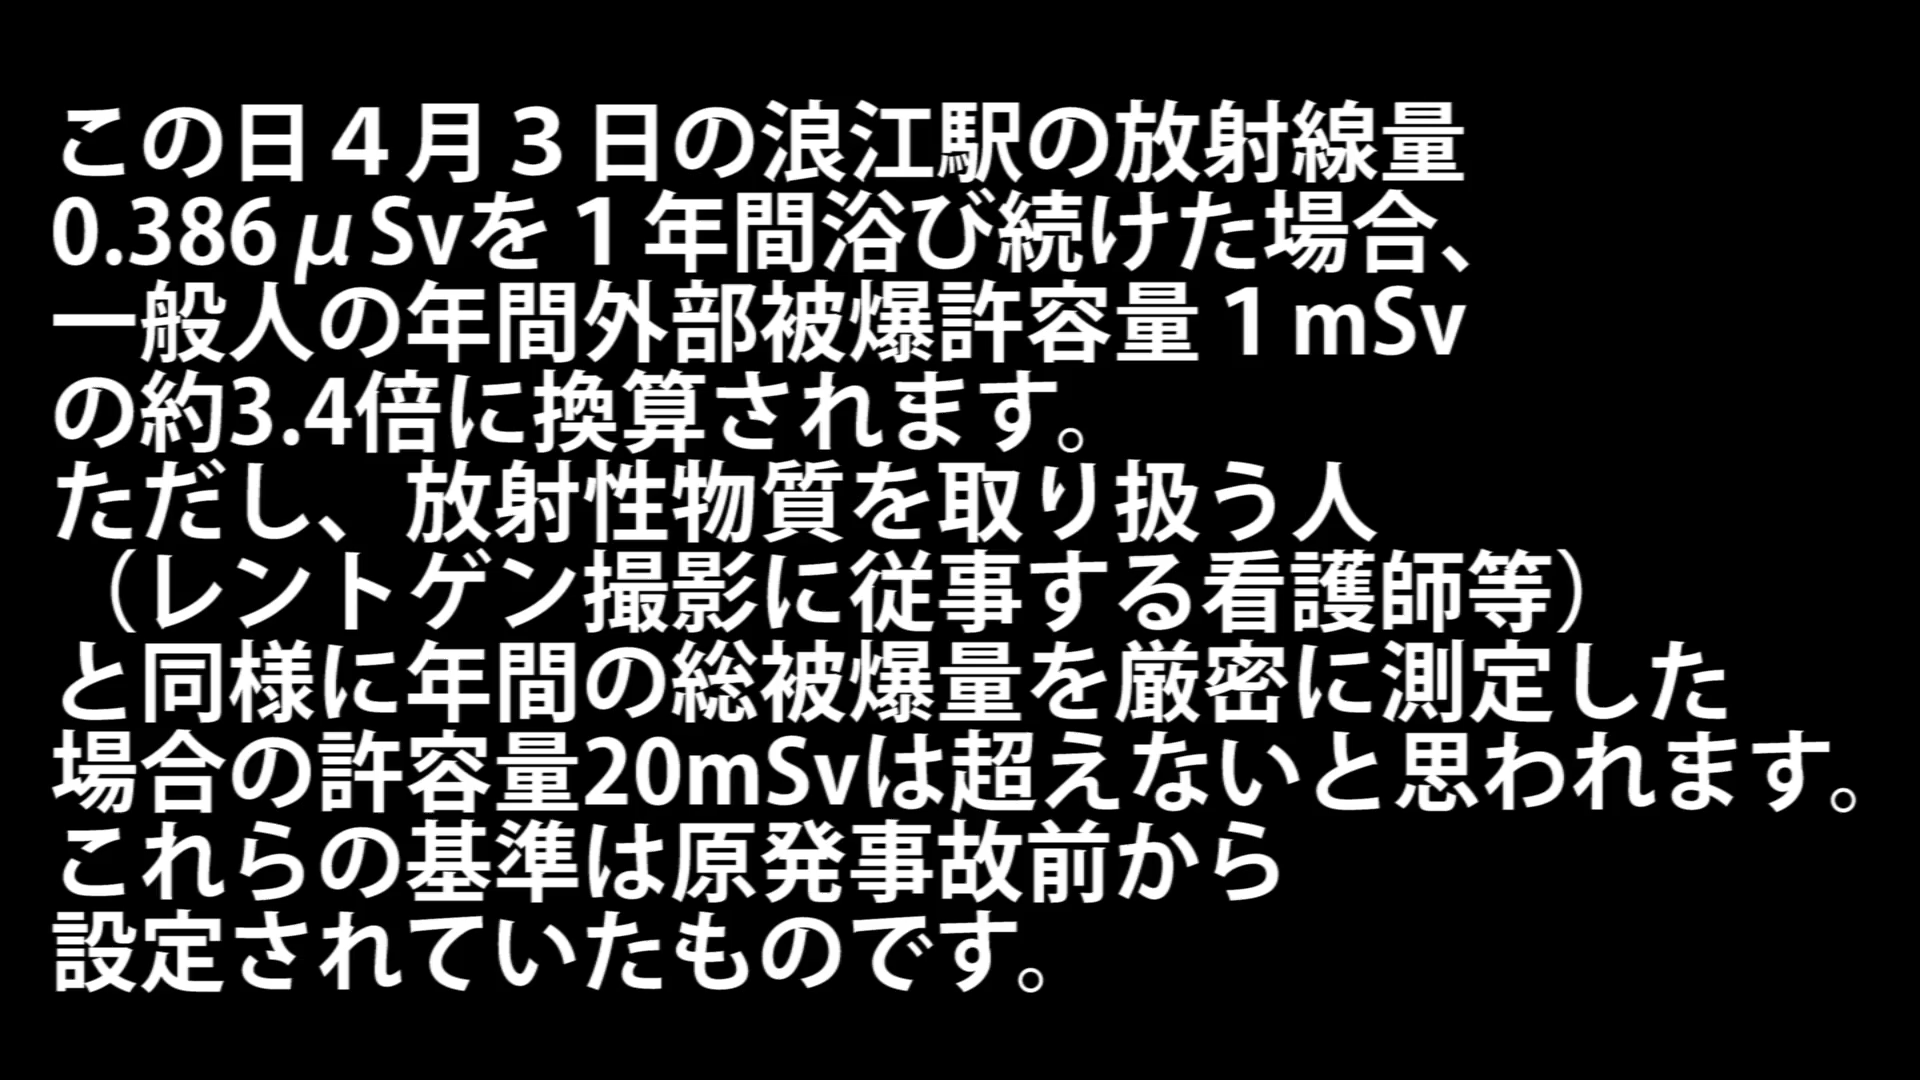 この日４月３日の浪江駅の放射線量
0.386μSvを１年間浴び続けた場合、
一般人の年間外部被爆許容量１mSv
の約3.4倍に換算されます。
ただし、放射性物質を取り扱う人
（レントゲン撮影に従事する看護師等）
と同様に年間の総被爆量を厳密に測定した
場合の許容量20mSvは超えないと思われます。
これらの基準は原発事故前から
設定されていたものです。